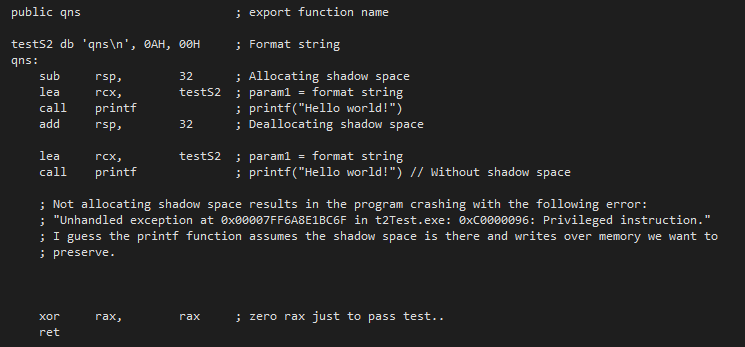 public qns ; export function name
testS2 db 'qns\n', 0AH, 00H ; Format string
qns:
sub rsp, 32 ; Allocating shadow space
lea rcx, testS2 ; param1 = format string
call printf ; printf("Hello world!")
add rsp, 32 ; Deallocating shadow space
lea rcx, testS2 ; param1 = format string
call printf ; printf("Hello world!") // Without shadow space
; Not allocating shadow space results in the program crashing with the following error:
; "Unhandled exception at 0x00007FF6A8E1BC6F in t2Test.exe: 0xC0000096: Privileged instruction."
; I guess the printf function assumes the shadow space is there and writes over memory we want to
; preserve.
xor rax, rax ; zero rax just to pass test..
ret